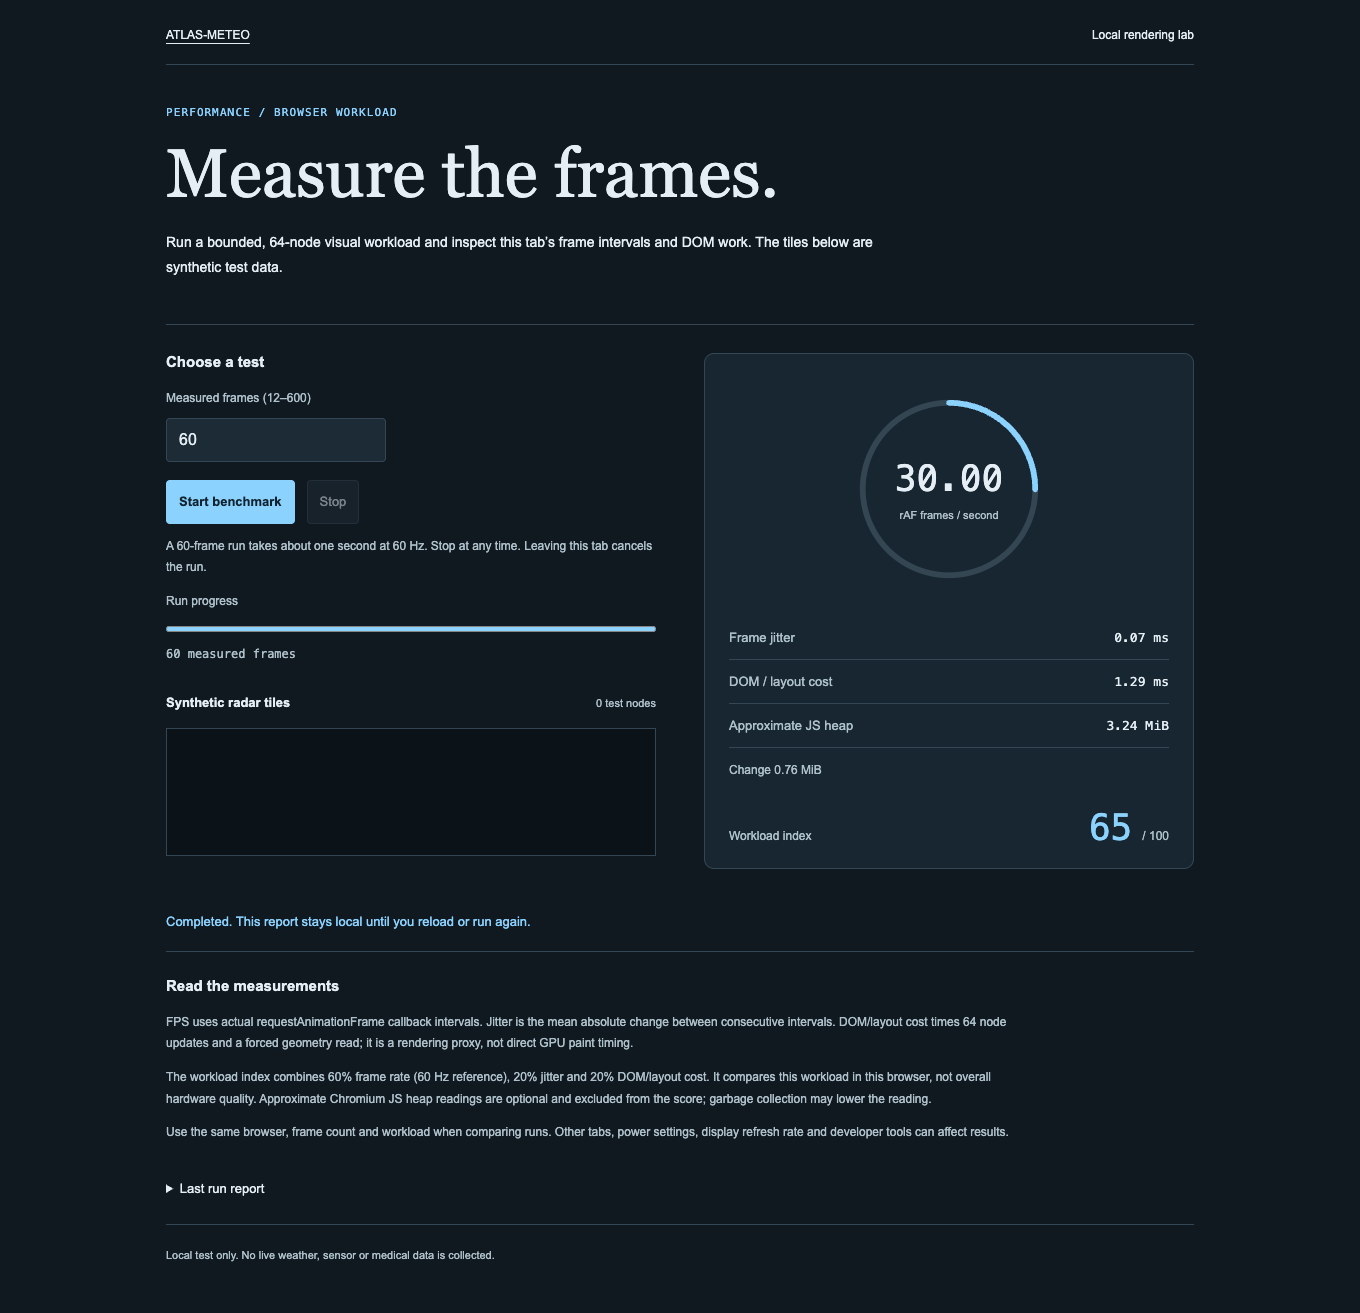 ATLAS-METEO
Local rendering lab
PERFORMANCE / BROWSER WORKLOAD
Measure the frames.
Run a bounded, 64-node visual workload and inspect this tab’s frame intervals and DOM work. The tiles below are
synthetic test data.
Choose a test
Measured frames (12–600)
60
Start benchmark
Stop
A 60-frame run takes about one second at 60 Hz. Stop at any time. Leaving this tab cancels
the run.
Run progress
60 measured frames
Synthetic radar tiles
0 test nodes
30.00
rAF frames / second
Frame jitter
0.07 ms
DOM / layout cost
1.29 ms
Approximate JS heap
3.24 MiB
Change 0.76 MiB
Workload index
65 / 100
Completed. This report stays local until you reload or run again.
Read the measurements
FPS uses actual requestAnimationFrame callback intervals. Jitter is the mean absolute change between consecutive intervals. DOM/layout cost times 64 node
updates and a forced geometry read; it is a rendering proxy, not direct GPU paint timing.
The workload index combines 60% frame rate (60 Hz reference), 20% jitter and 20% DOM/layout cost. It compares this workload in this browser, not overall
hardware quality. Approximate Chromium JS heap readings are optional and excluded from the score; garbage collection may lower the reading.
Use the same browser, frame count and workload when comparing runs. Other tabs, power settings, display refresh rate and developer tools can affect results.
Last run report
Local test only. No live weather, sensor or medical data is collected.